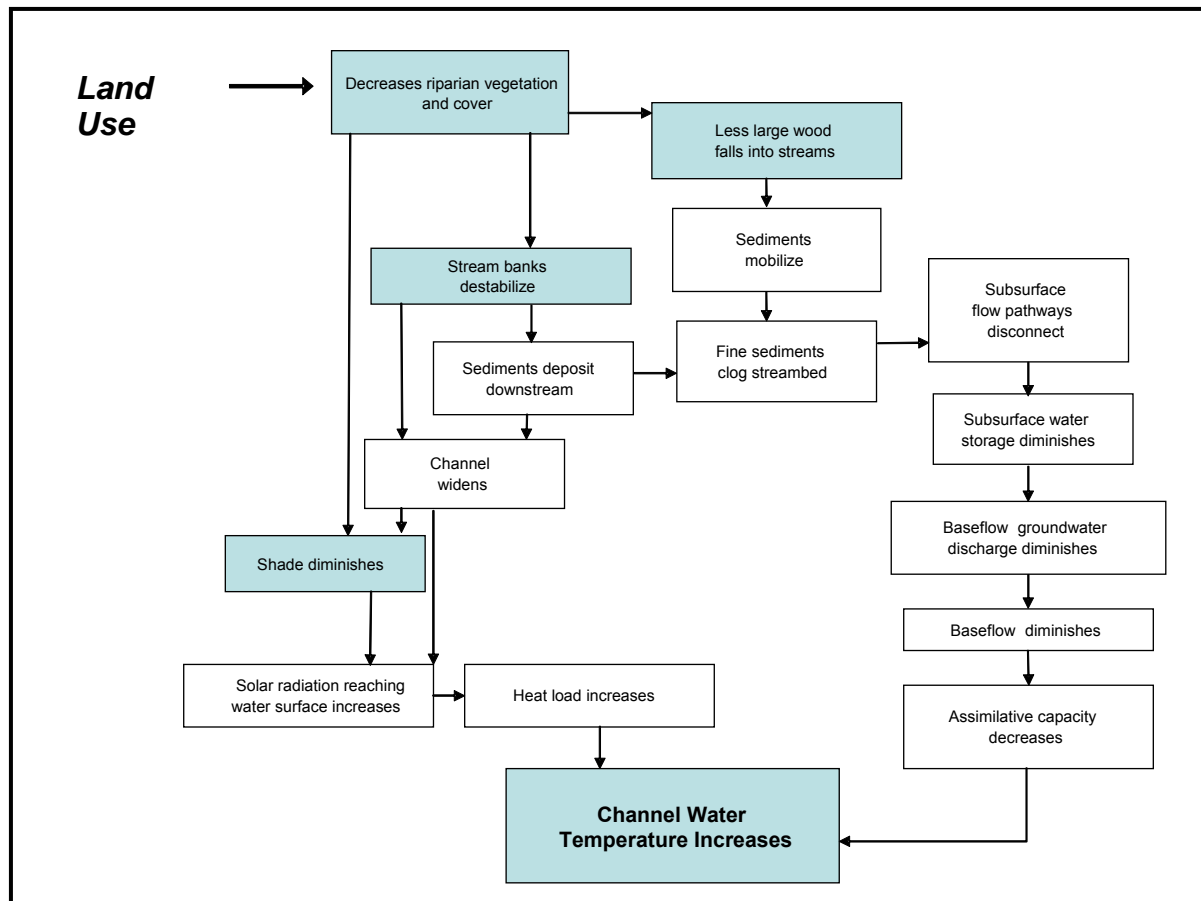 Land
Use
Decreases riparian vegetation
and cover
Less large wood
falls into streams
Sediments
mobilize
Stream banks
destabilize
Subsurface
flow pathways
disconnect
Sediments deposit
downstream
Fine sediments
clog streambed
Subsurface water
storage diminishes
Channel
widens
Baseflow groundwater
discharge diminishes
Shade diminishes
Baseflow diminishes
Solar radiation reaching
water surface increases
Heat load increases
Assimilative capacity
decreases
Channel Water
Temperature Increases